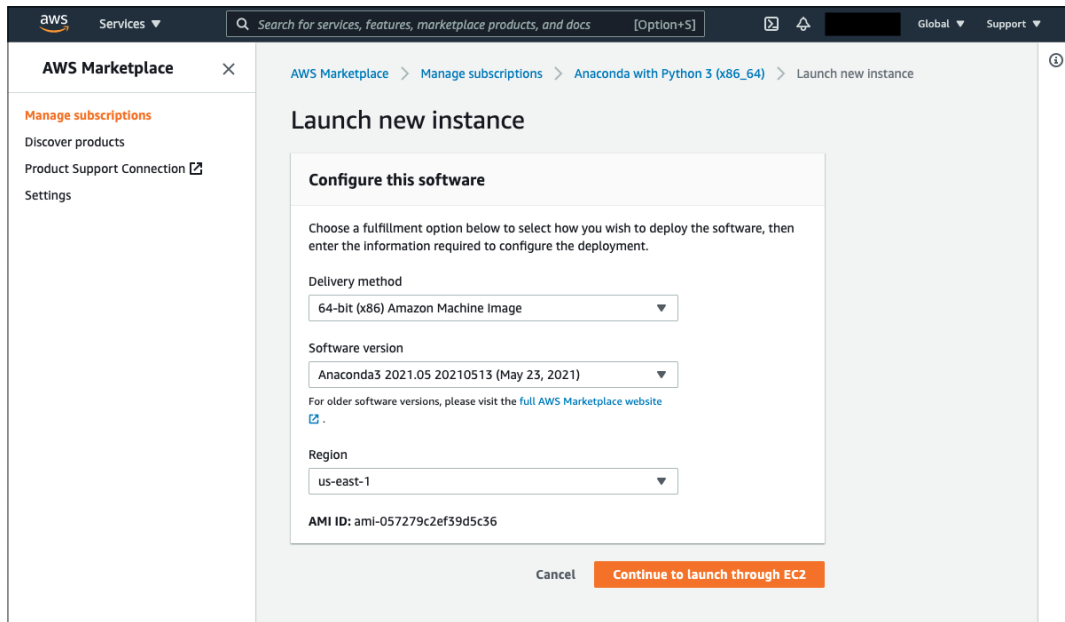 aws Services ▼ Search for services, features, marketplace products, and docs [Option+S] Global ▼ Support ▼
AWS Marketplace
Manage subscriptions
Discover products
Product Support Connection
Settings
AWS Marketplace > Manage subscriptions > Anaconda with Python 3 (x86_64) > Launch new instance
Launch new instance
Configure this software
Choose a fulfillment option below to select how you wish to deploy the software, then
enter the information required to configure the deployment.
Delivery method
64-bit (x86) Amazon Machine Image
Software version
Anaconda3 2021.05 20210513 (May 23, 2021)
For older software versions, please visit the full AWS Marketplace website
.
Region
us-east-1
AMI ID: ami-057279c2ef39d5c36
Cancel Continue to launch through EC2